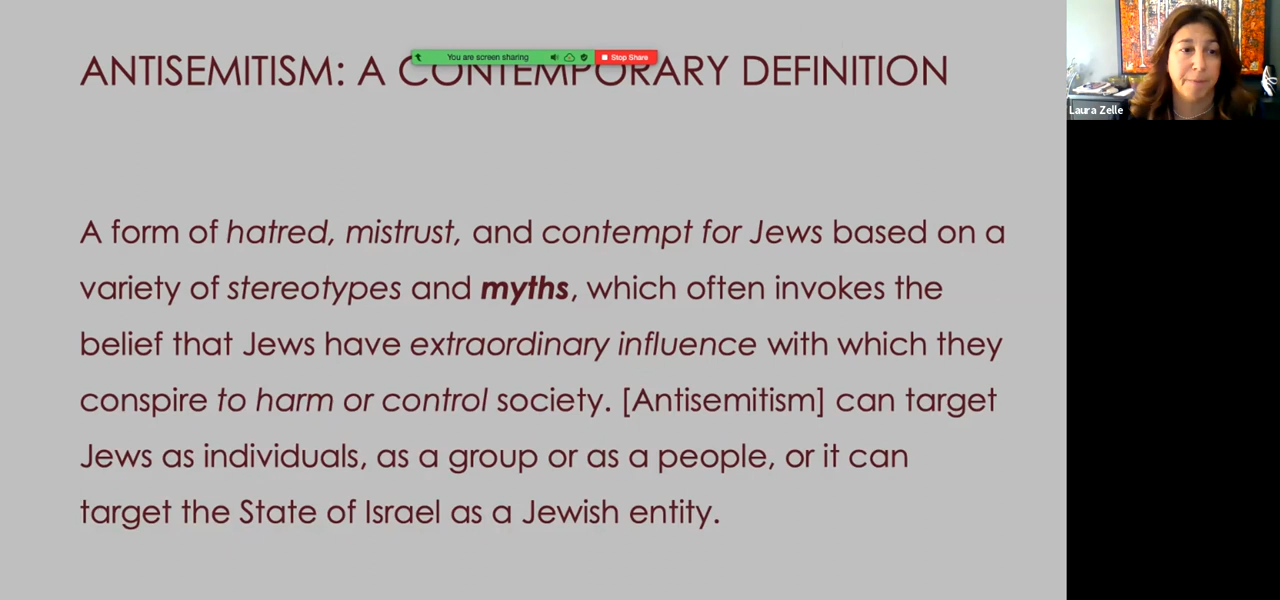 ANTISEMITISM: A CONTEMPORARY DEFINITION
You are screen sharing
Stop Share
Laura Zelle
A form of hatred, mistrust, and contempt for Jews based on a
variety of stereotypes and myths, which often invokes the
belief that Jews have extraordinary influence with which they
conspire to harm or control society. [Antisemitism] can target
Jews as individuals, as a group or as a people, or it can
target the State of Israel as a Jewish entity.